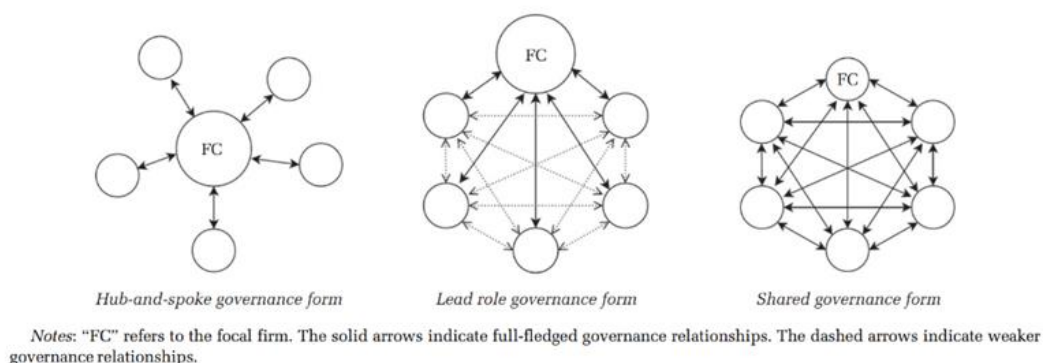 FC
FC
FC
Hub-and-spoke governance form
Lead role governance form
Shared governance form
Notes: “FC” refers to the focal firm. The solid arrows indicate full-fledged governance relationships. The dashed arrows indicate weaker
governance relationships.